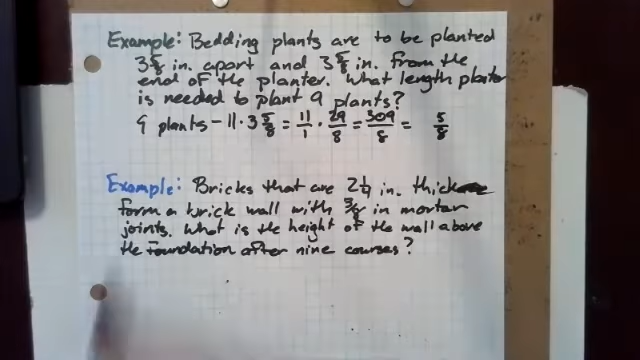 Example: Bedding plants are to be planted
3 5/8 in. apart and 3 5/8 in. from the
end of the planter. What length planter
is needed to plant 9 plants?
9 plants - 11 · 3 5/8 = 11/1 · 29/8 = 309/8 = 5/8
Example: Bricks that are 2 1/4 in. thick
form a brick wall with 3/8 in mortar
joints. What is the height of the wall above
the foundation after nine courses?